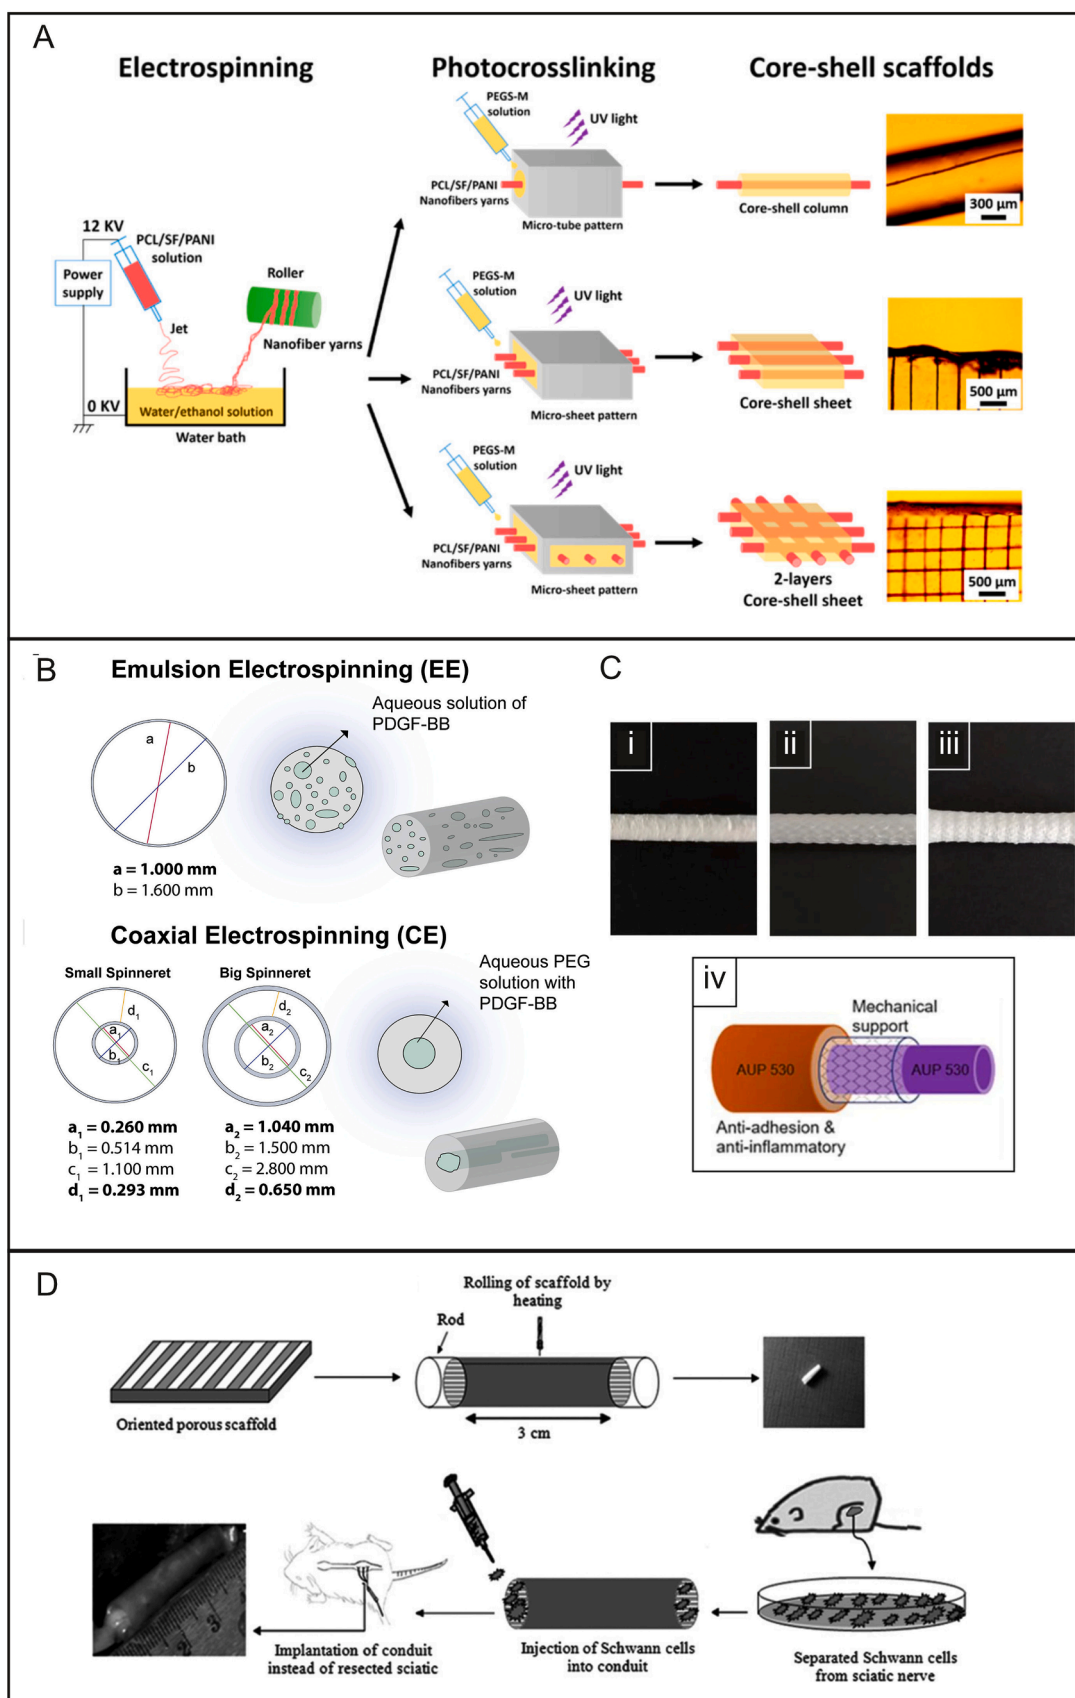 A
Electrospinning
Photocrosslinking
Core-shell scaffolds
12 KV
PCL/SF/PANI
solution
Power
supply
Jet
Roller
Nanofiber yarns
0 KV
Water/ethanol solution
Water bath
PEGS-M
solution
UV light
PCL/SF/PANI
Nanofibers yarns
Micro-tube pattern
Core-shell column
300 μm
PEGS-M
solution
UV light
PCL/SF/PANI
Nanofibers yarns
Micro-sheet pattern
Core-shell sheet
500 μm
PEGS-M
solution
UV light
PCL/SF/PANI
Nanofibers yarns
Micro-sheet pattern
2-layers
Core-shell sheet
500 μm
B
Emulsion Electrospinning (EE)
a
b
a = 1.000 mm
b = 1.600 mm
Aqueous solution of
PDGF-BB
Coaxial Electrospinning (CE)
Small Spinneret
d1
a1
b1
c1
a1 = 0.260 mm
b1 = 0.514 mm
c1 = 1.100 mm
d1 = 0.293 mm
Big Spinneret
d2
a2
b2
c2
a2 = 1.040 mm
b2 = 1.500 mm
c2 = 2.800 mm
d2 = 0.650 mm
Aqueous PEG
solution with
PDGF-BB
C
i
ii
iii
iv
Mechanical
support
AUP 530
AUP 530
Anti-adhesion &
anti-inflammatory
D
Oriented porous scaffold
Rolling of scaffold by
heating
Rod
3 cm
Implantation of conduit
instead of resected sciatic
Injection of Schwann cells
into conduit
Separated Schwann cells
from sciatic nerve
2
3